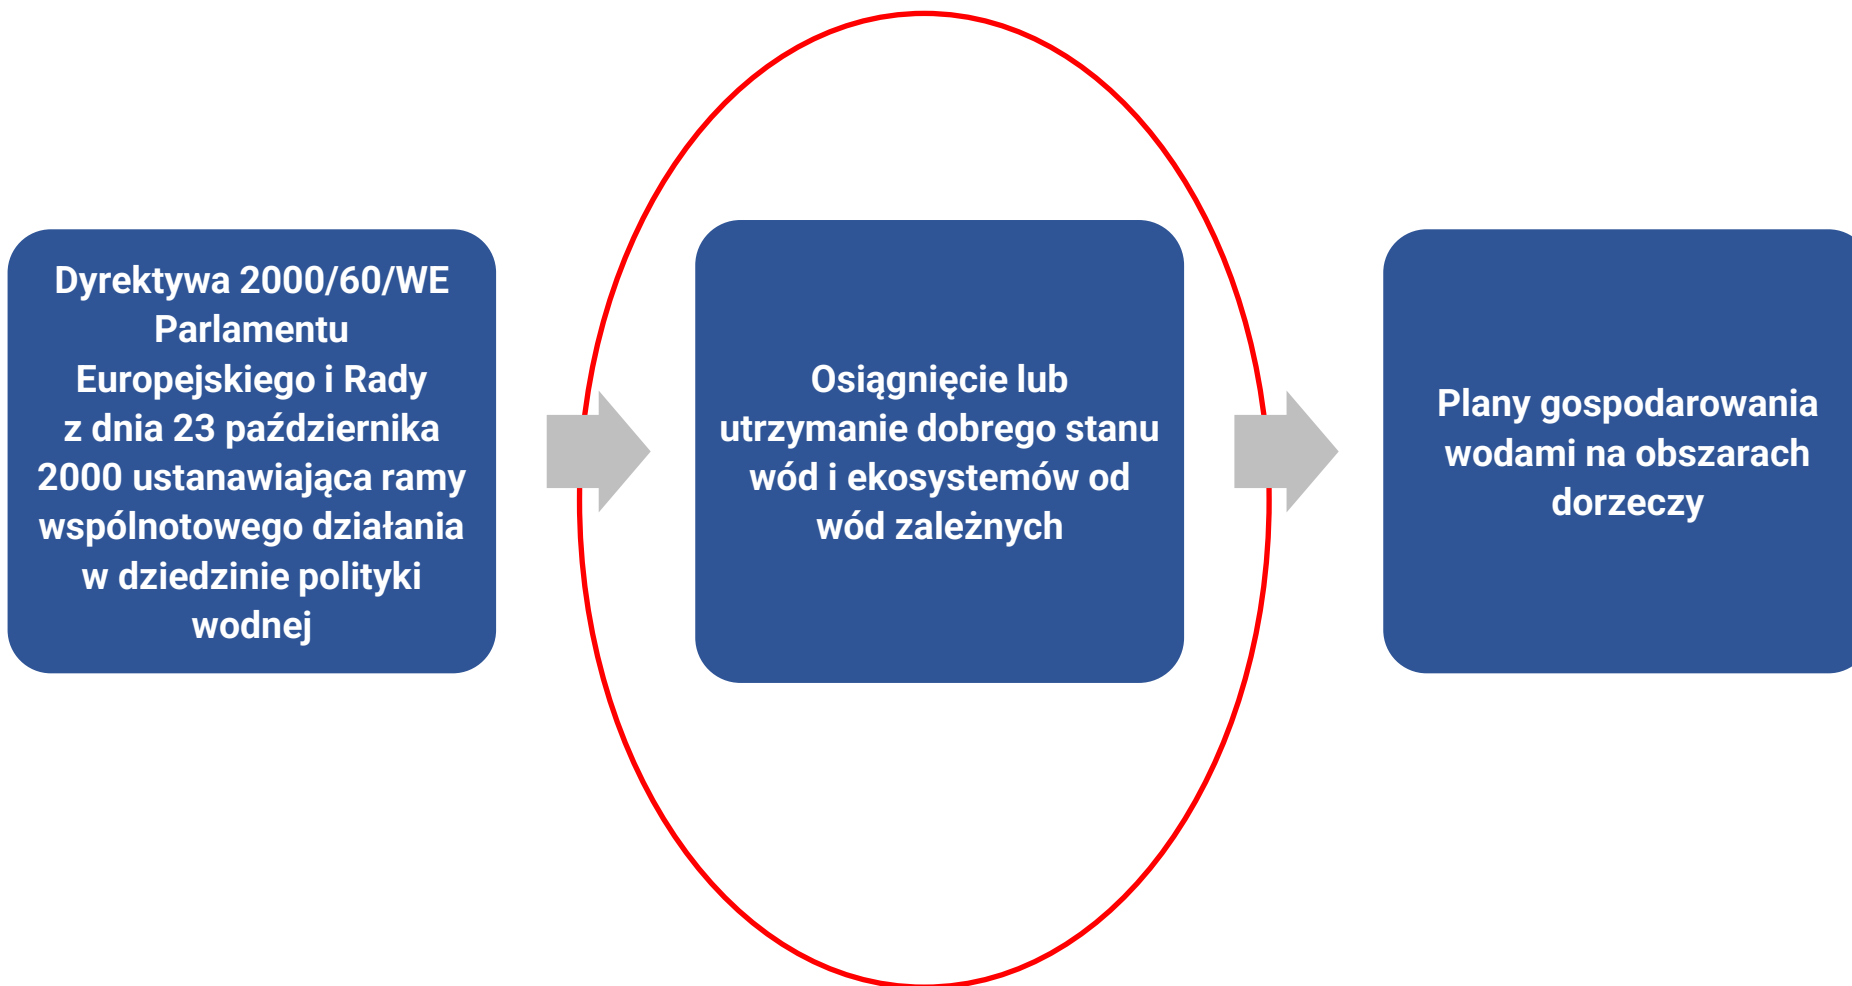 Dyrektywa 2000/60/WE
Parlamentu
Europejskiego i Rady
z dnia 23 października
2000 ustanawiająca ramy
wspólnotowego działania
w dziedzinie polityki
wodnej
Osiągnięcie lub
utrzymanie dobrego stanu
wód i ekosystemów od
wód zależnych
Plany gospodarowania
wodami na obszarach
dorzeczy